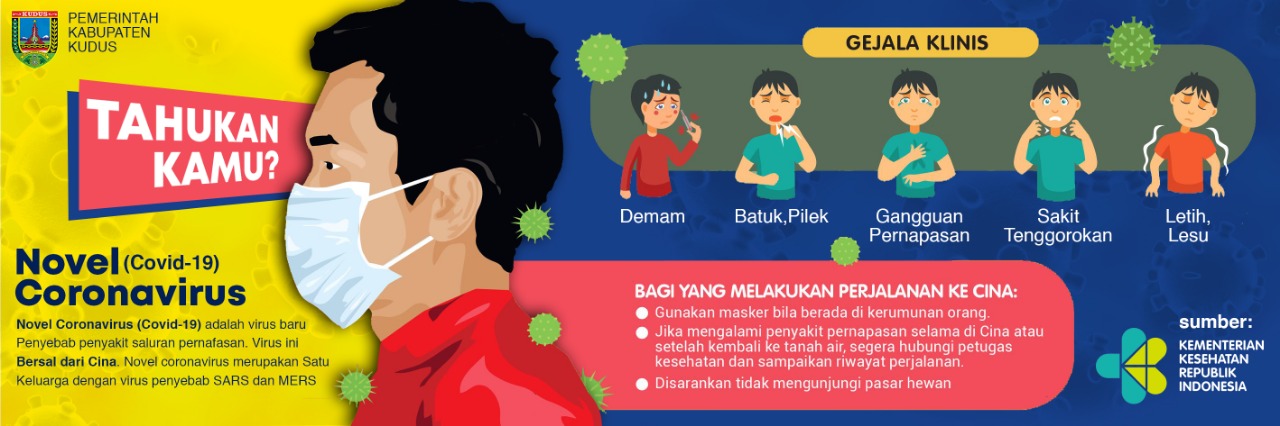 PEMERINTAH
KABUPATEN
KUDUS
KUDUS
TAHUKAN
KAMU?
Novel (Covid-19)
Coronavirus
Novel Coronavirus (Covid-19) adalah virus baru
Penyebab penyakit saluran pernafasan. Virus ini
Bersal dari Cina. Novel coronavirus merupakan Satu
Keluarga dengan virus penyebab SARS dan MERS
GEJALA KLINIS
Demam
Batuk,Pilek
Gangguan
Pernapasan
Sakit
Tenggorokan
Letih,
Lesu
BAGI YANG MELAKUKAN PERJALANAN KE CINA:
Gunakan masker bila berada di kerumunan orang.
Jika mengalami penyakit pernapasan selama di Cina atau
setelah kembali ke tanah air, segera hubungi petugas
kesehatan dan sampaikan riwayat perjalanan.
Disarankan tidak mengunjungi pasar hewan
sumber:
KEMENTERIAN
KESEHATAN
REPUBLIK
INDONESIA